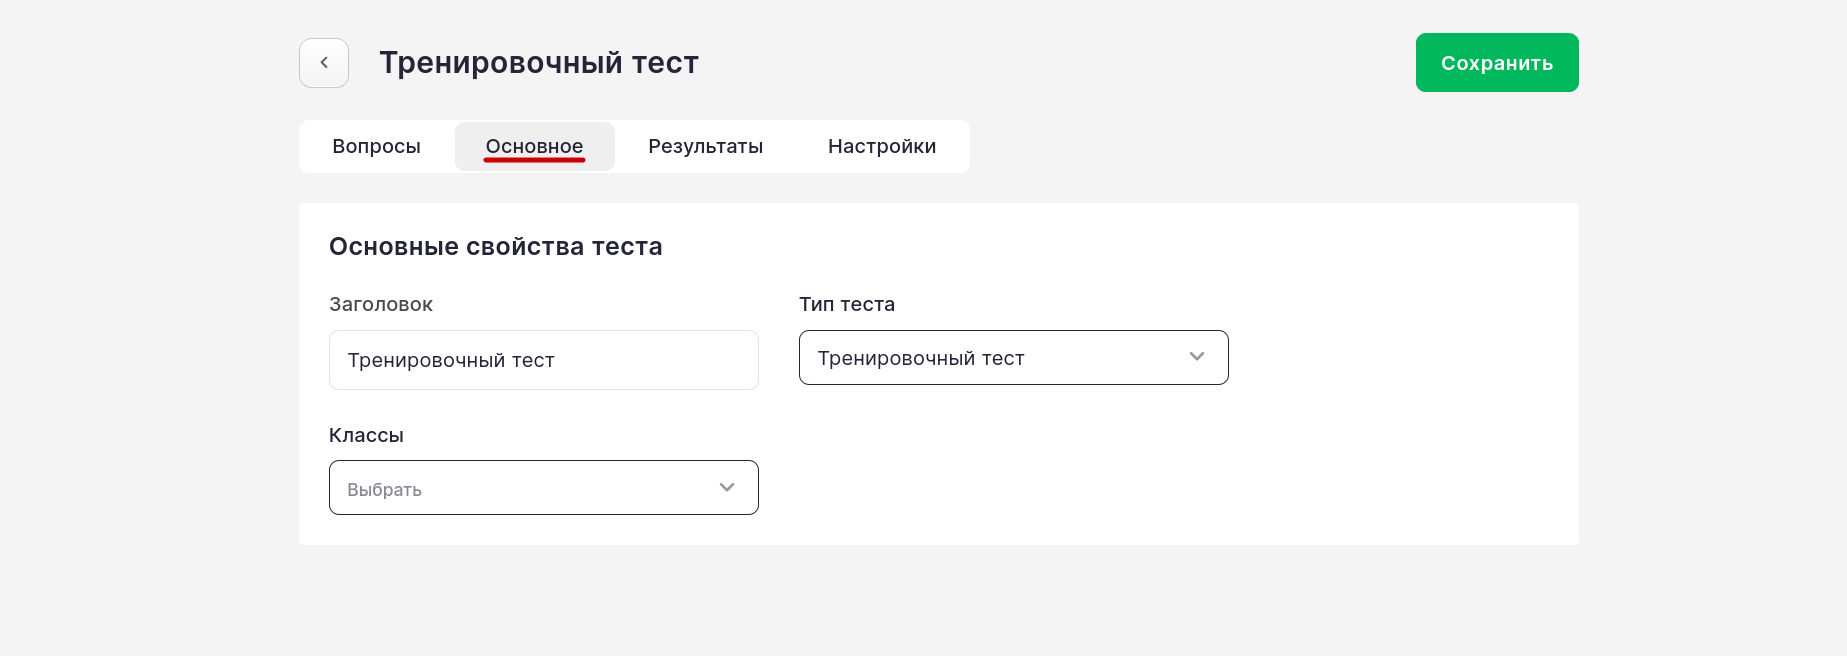 Тренировочный тест
Сохранить
Вопросы Основное Результаты Настройки
Основные свойства теста
Заголовок Тип теста
Тренировочный тест Тренировочный тест
Классы
Выбрать